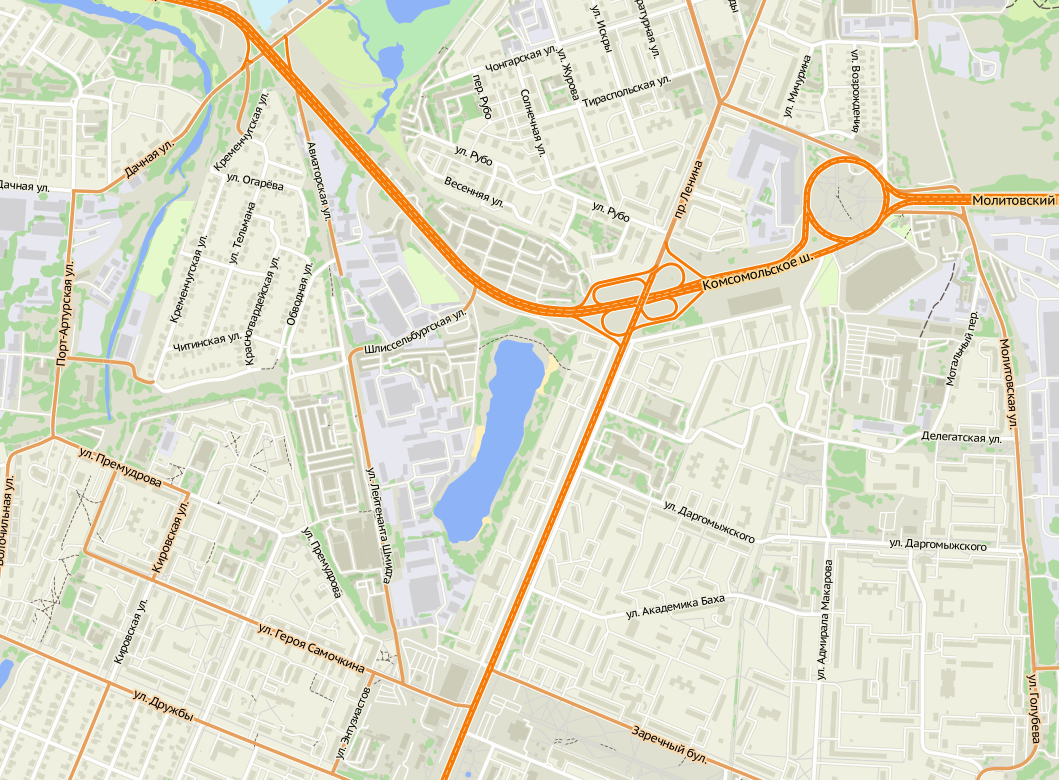 ул. Искры
Чонгарская ул.
ул. Журова
пер. Рубо
Солнечная ул.
Тираспольская ул.
ул. Мичурина
ул. Возрождения
Кременчугская ул.
Авиаторская ул.
Дачная ул.
ул. Рубо
Дачная ул.
ул. Огарёва
Весенняя ул.
ул. Рубо
пр. Ленина
Молитовский
ул. Тельмана
Кременчугская ул.
Красногвардейская ул.
Обводная ул.
Порт-Артурская ул.
Комсомольское ш.
Читинская ул.
Шлиссельбургская ул.
Мотальный пер.
Молитовская ул.
Делегатская ул.
ул. Премудрова
ул. Лейтенанта Шмидта
Кировская ул.
ул. Премудрова
ул. Даргомыжского
ул. Даргомыжского
ул. Академика Баха
ул. Адмирала Макарова
Кировская ул.
ул. Героя Самочкина
ул. Дружбы
ул. Энтузиастов
Заречный бул.
ул. Голубева